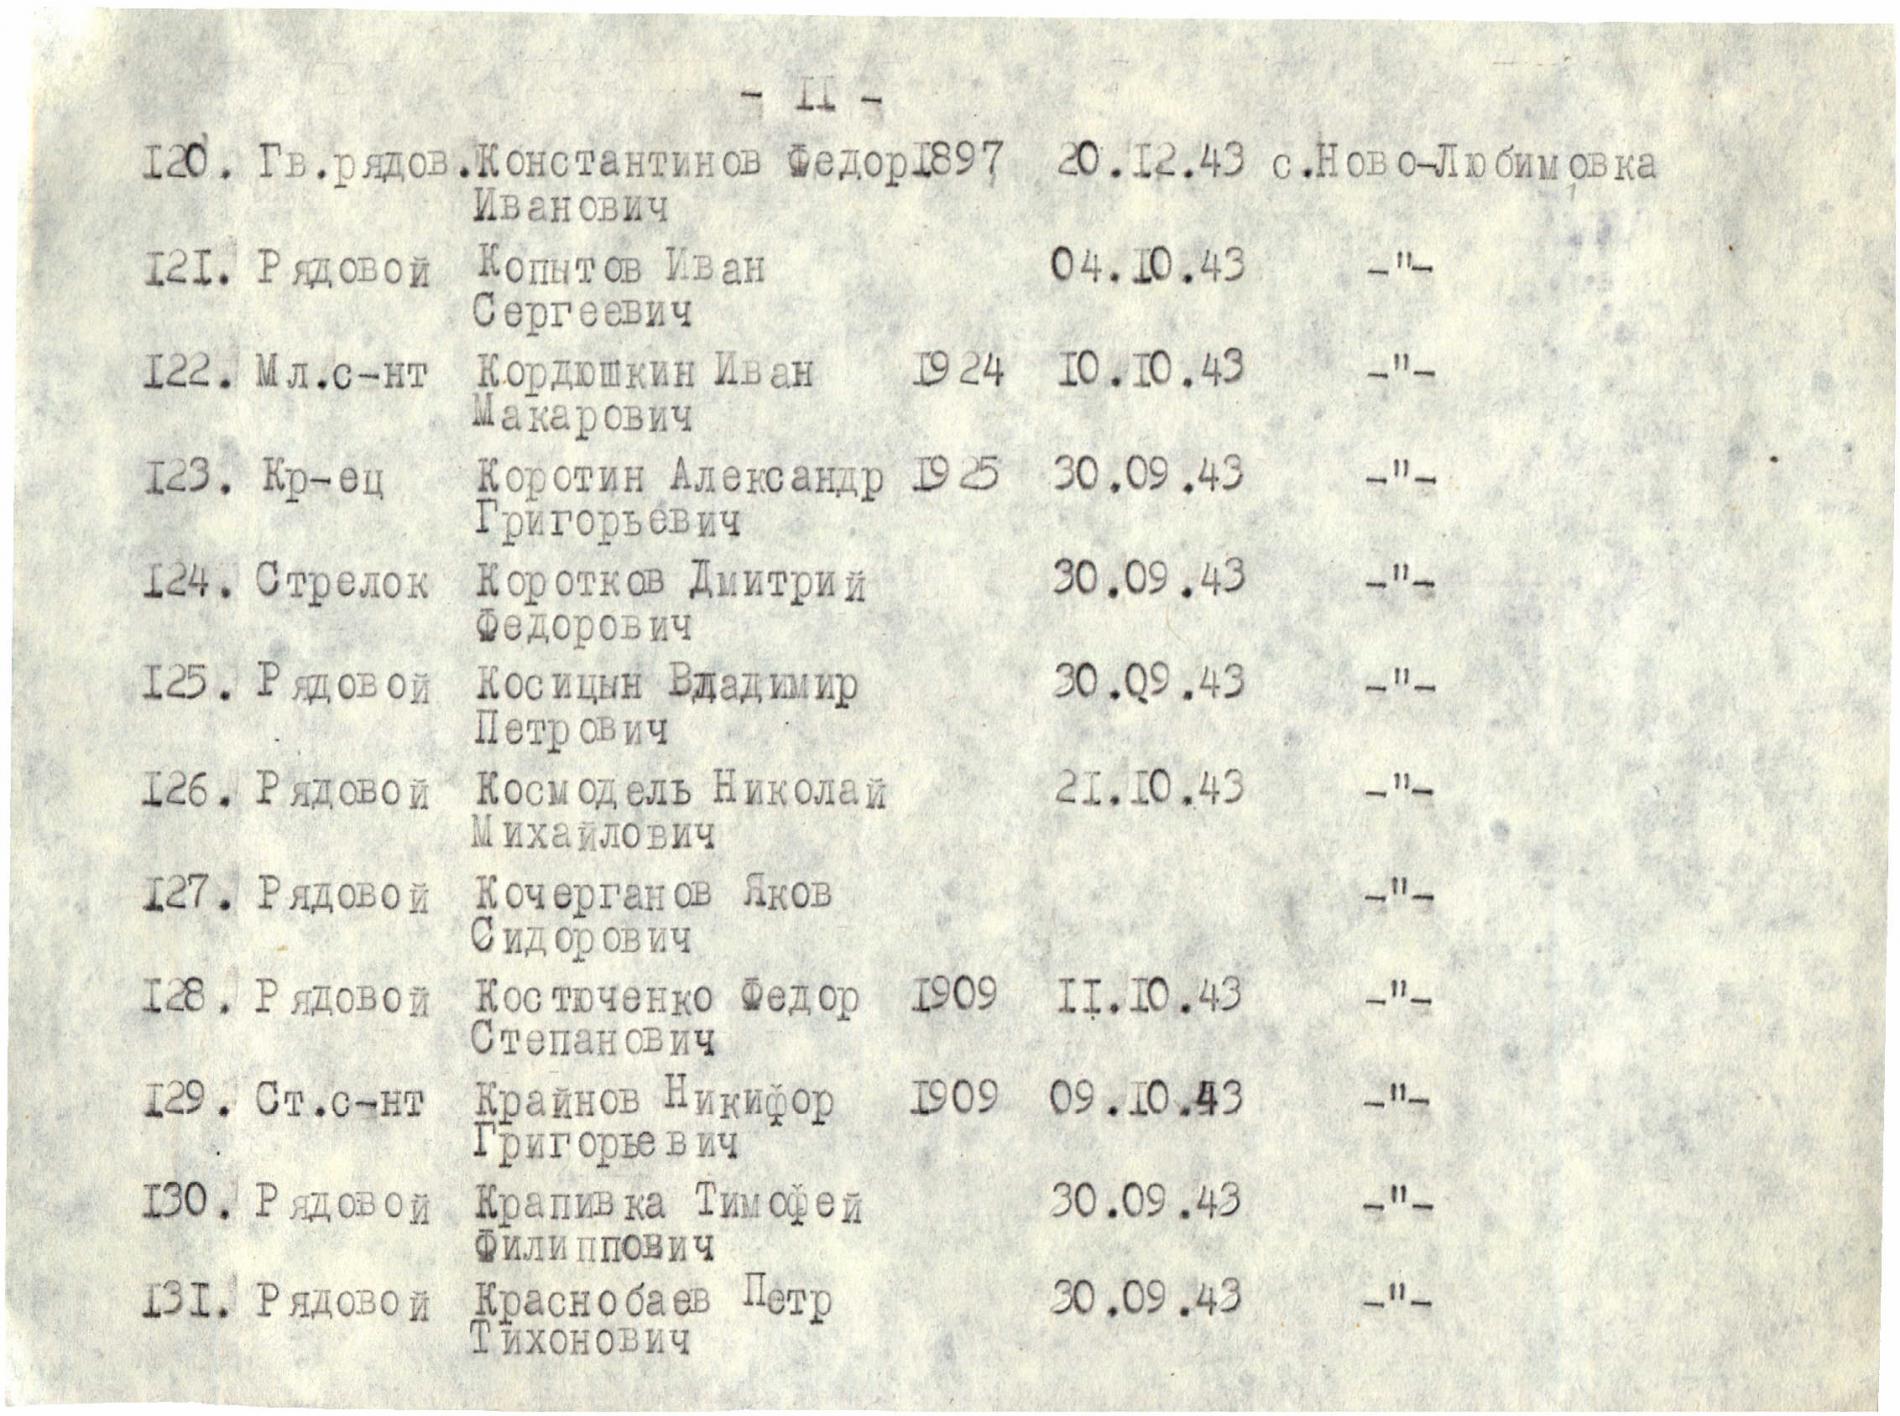 - II -
I20. Гв.рядов.Константинов Федор I897 20.I2.43 с.Ново-Любимовка
Иванович
I2I. Рядовой Копытов Иван 04.I0.43 -"-
Сергеевич
I22. Мл.с-нт Кордюшкин Иван I924 I0.I0.43 -"-
Макарович
I23. Кр-ец Коротин Александр I925 30.09.43 -"-
Григорьевич
I24. Стрелок Коротков Дмитрий 30.09.43 -"-
Федорович
I25. Рядовой Косицын Владимир 30.09.43 -"-
Петрович
I26. Рядовой Космодель Николай 2I.I0.43 -"-
Михайлович
I27. Рядовой Кочерганов Яков -"-
Сидорович
I28. Рядовой Костюченко Федор I909 II.I0.43 -"-
Степанович
I29. Ст.с-нт Крайнов Никифор I909 09.I0.43 -"-
Григорьевич
I30. Рядовой Крапивка Тимофей 30.09.43 -"-
Филиппович
I3I. Рядовой Краснобаев Петр 30.09.43 -"-
Тихонович